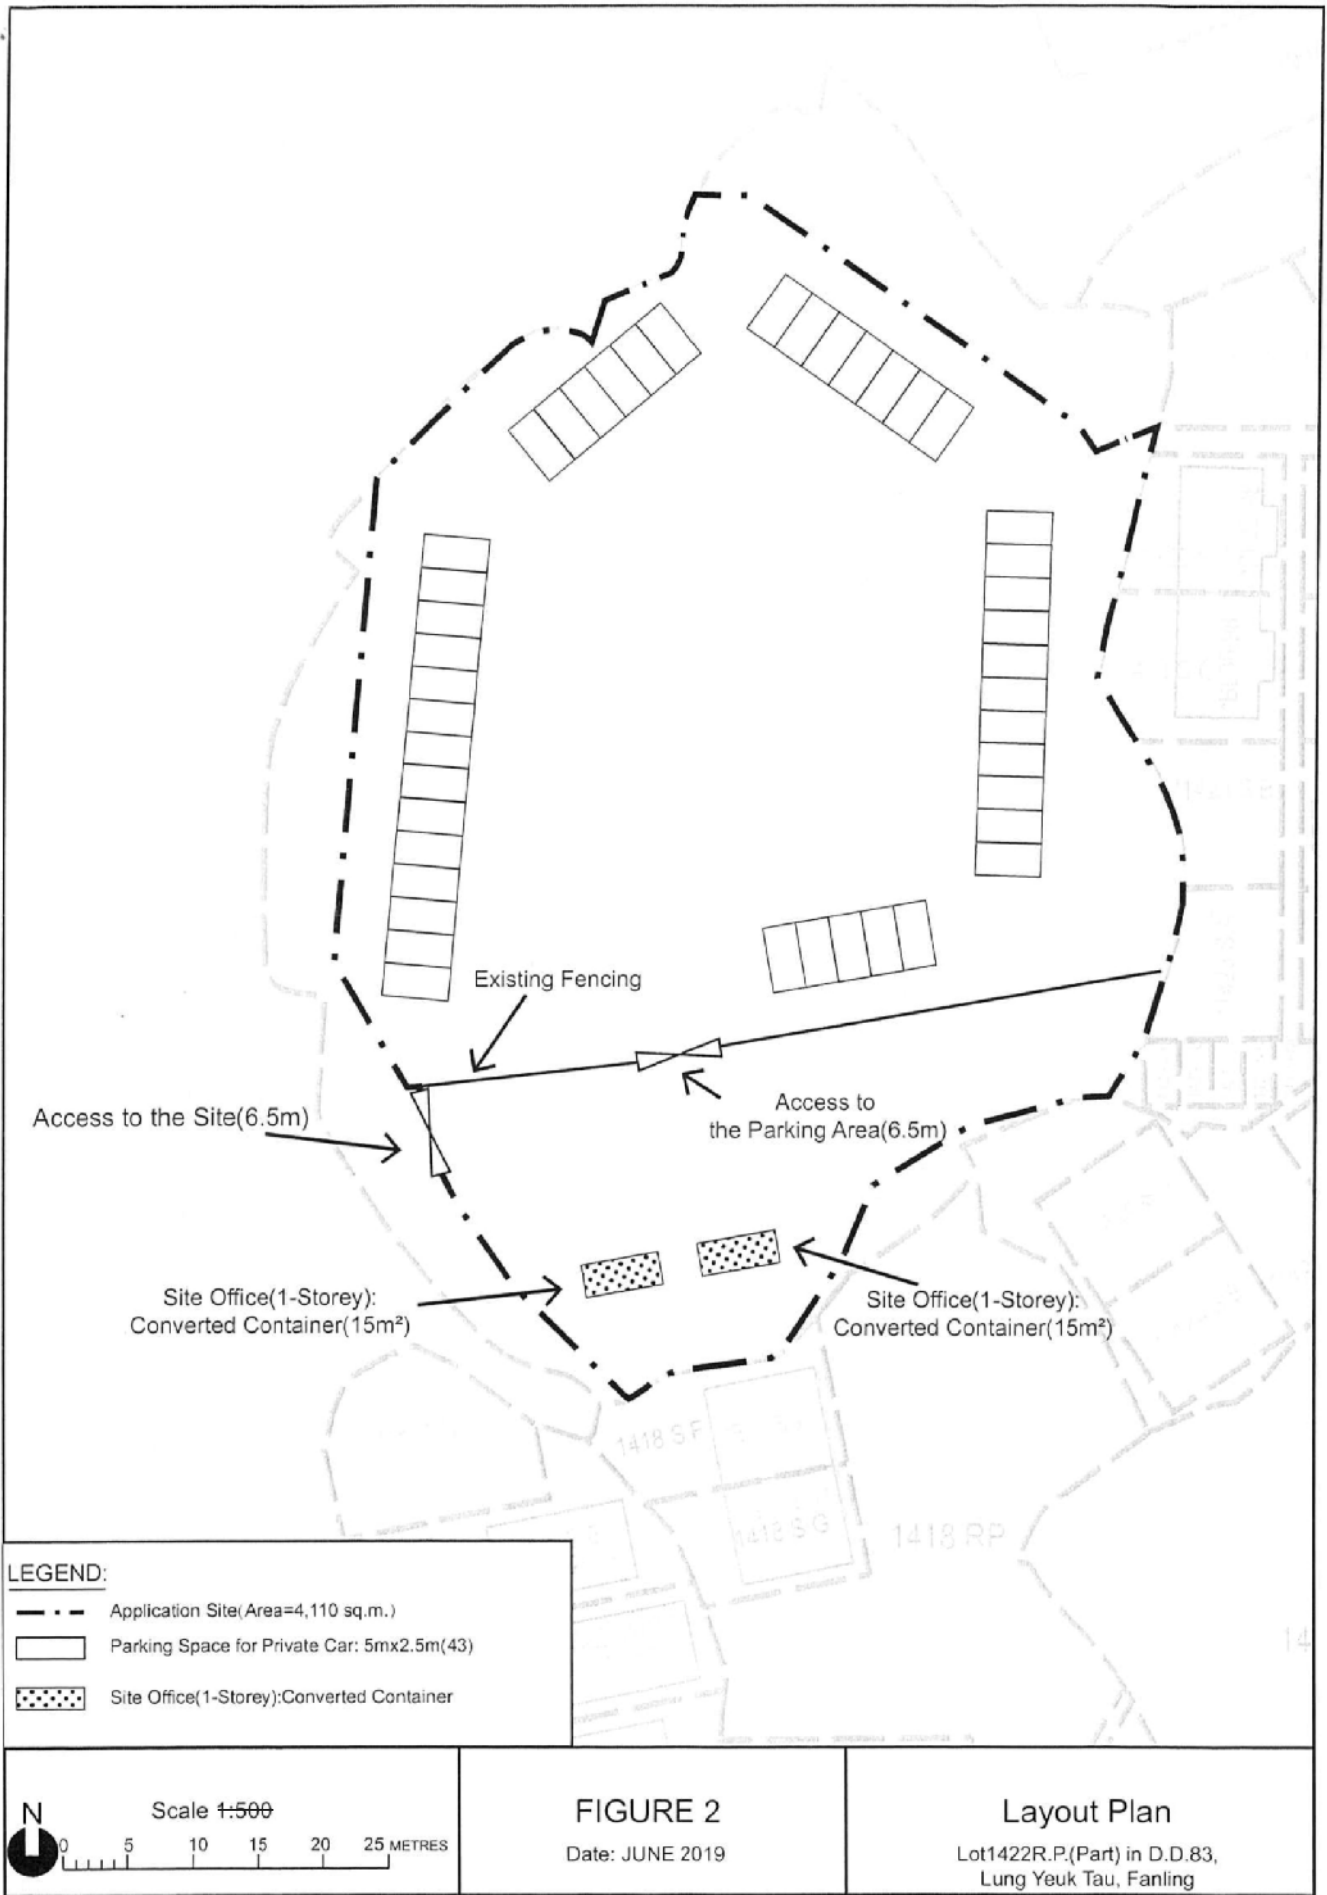 Existing Fencing
Access to the Site(6.5m)
Access to
the Parking Area(6.5m)
Site Office(1-Storey):
Converted Container(15m²)
Site Office(1-Storey):
Converted Container(15m²)
1418 S F
1418 S G
1418 RP
14
LEGEND:
Application Site(Area=4,110 sq.m.)
Parking Space for Private Car: 5mx2.5m(43)
Site Office(1-Storey):Converted Container
N
Scale 1:500
0 5 10 15 20 25 METRES
FIGURE 2
Date: JUNE 2019
Layout Plan
Lot1422R.P.(Part) in D.D.83,
Lung Yeuk Tau, Fanling